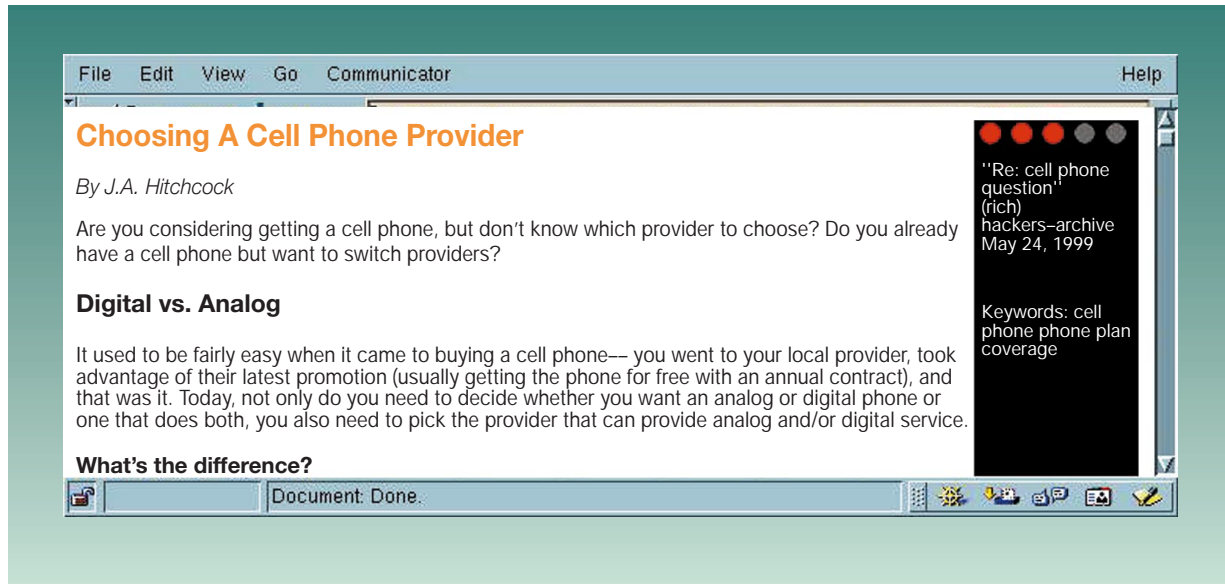 File Edit View Go Communicator Help
Choosing A Cell Phone Provider
By J.A. Hitchcock
Are you considering getting a cell phone, but don't know which provider to choose? Do you already
have a cell phone but want to switch providers?
Digital vs. Analog
It used to be fairly easy when it came to buying a cell phone–– you went to your local provider, took
advantage of their latest promotion (usually getting the phone for free with an annual contract), and
that was it. Today, not only do you need to decide whether you want an analog or digital phone or
one that does both, you also need to pick the provider that can provide analog and/or digital service.
What's the difference?
''Re: cell phone
question''
(rich)
hackers–archive
May 24, 1999
Keywords: cell
phone phone plan
coverage
Document: Done.